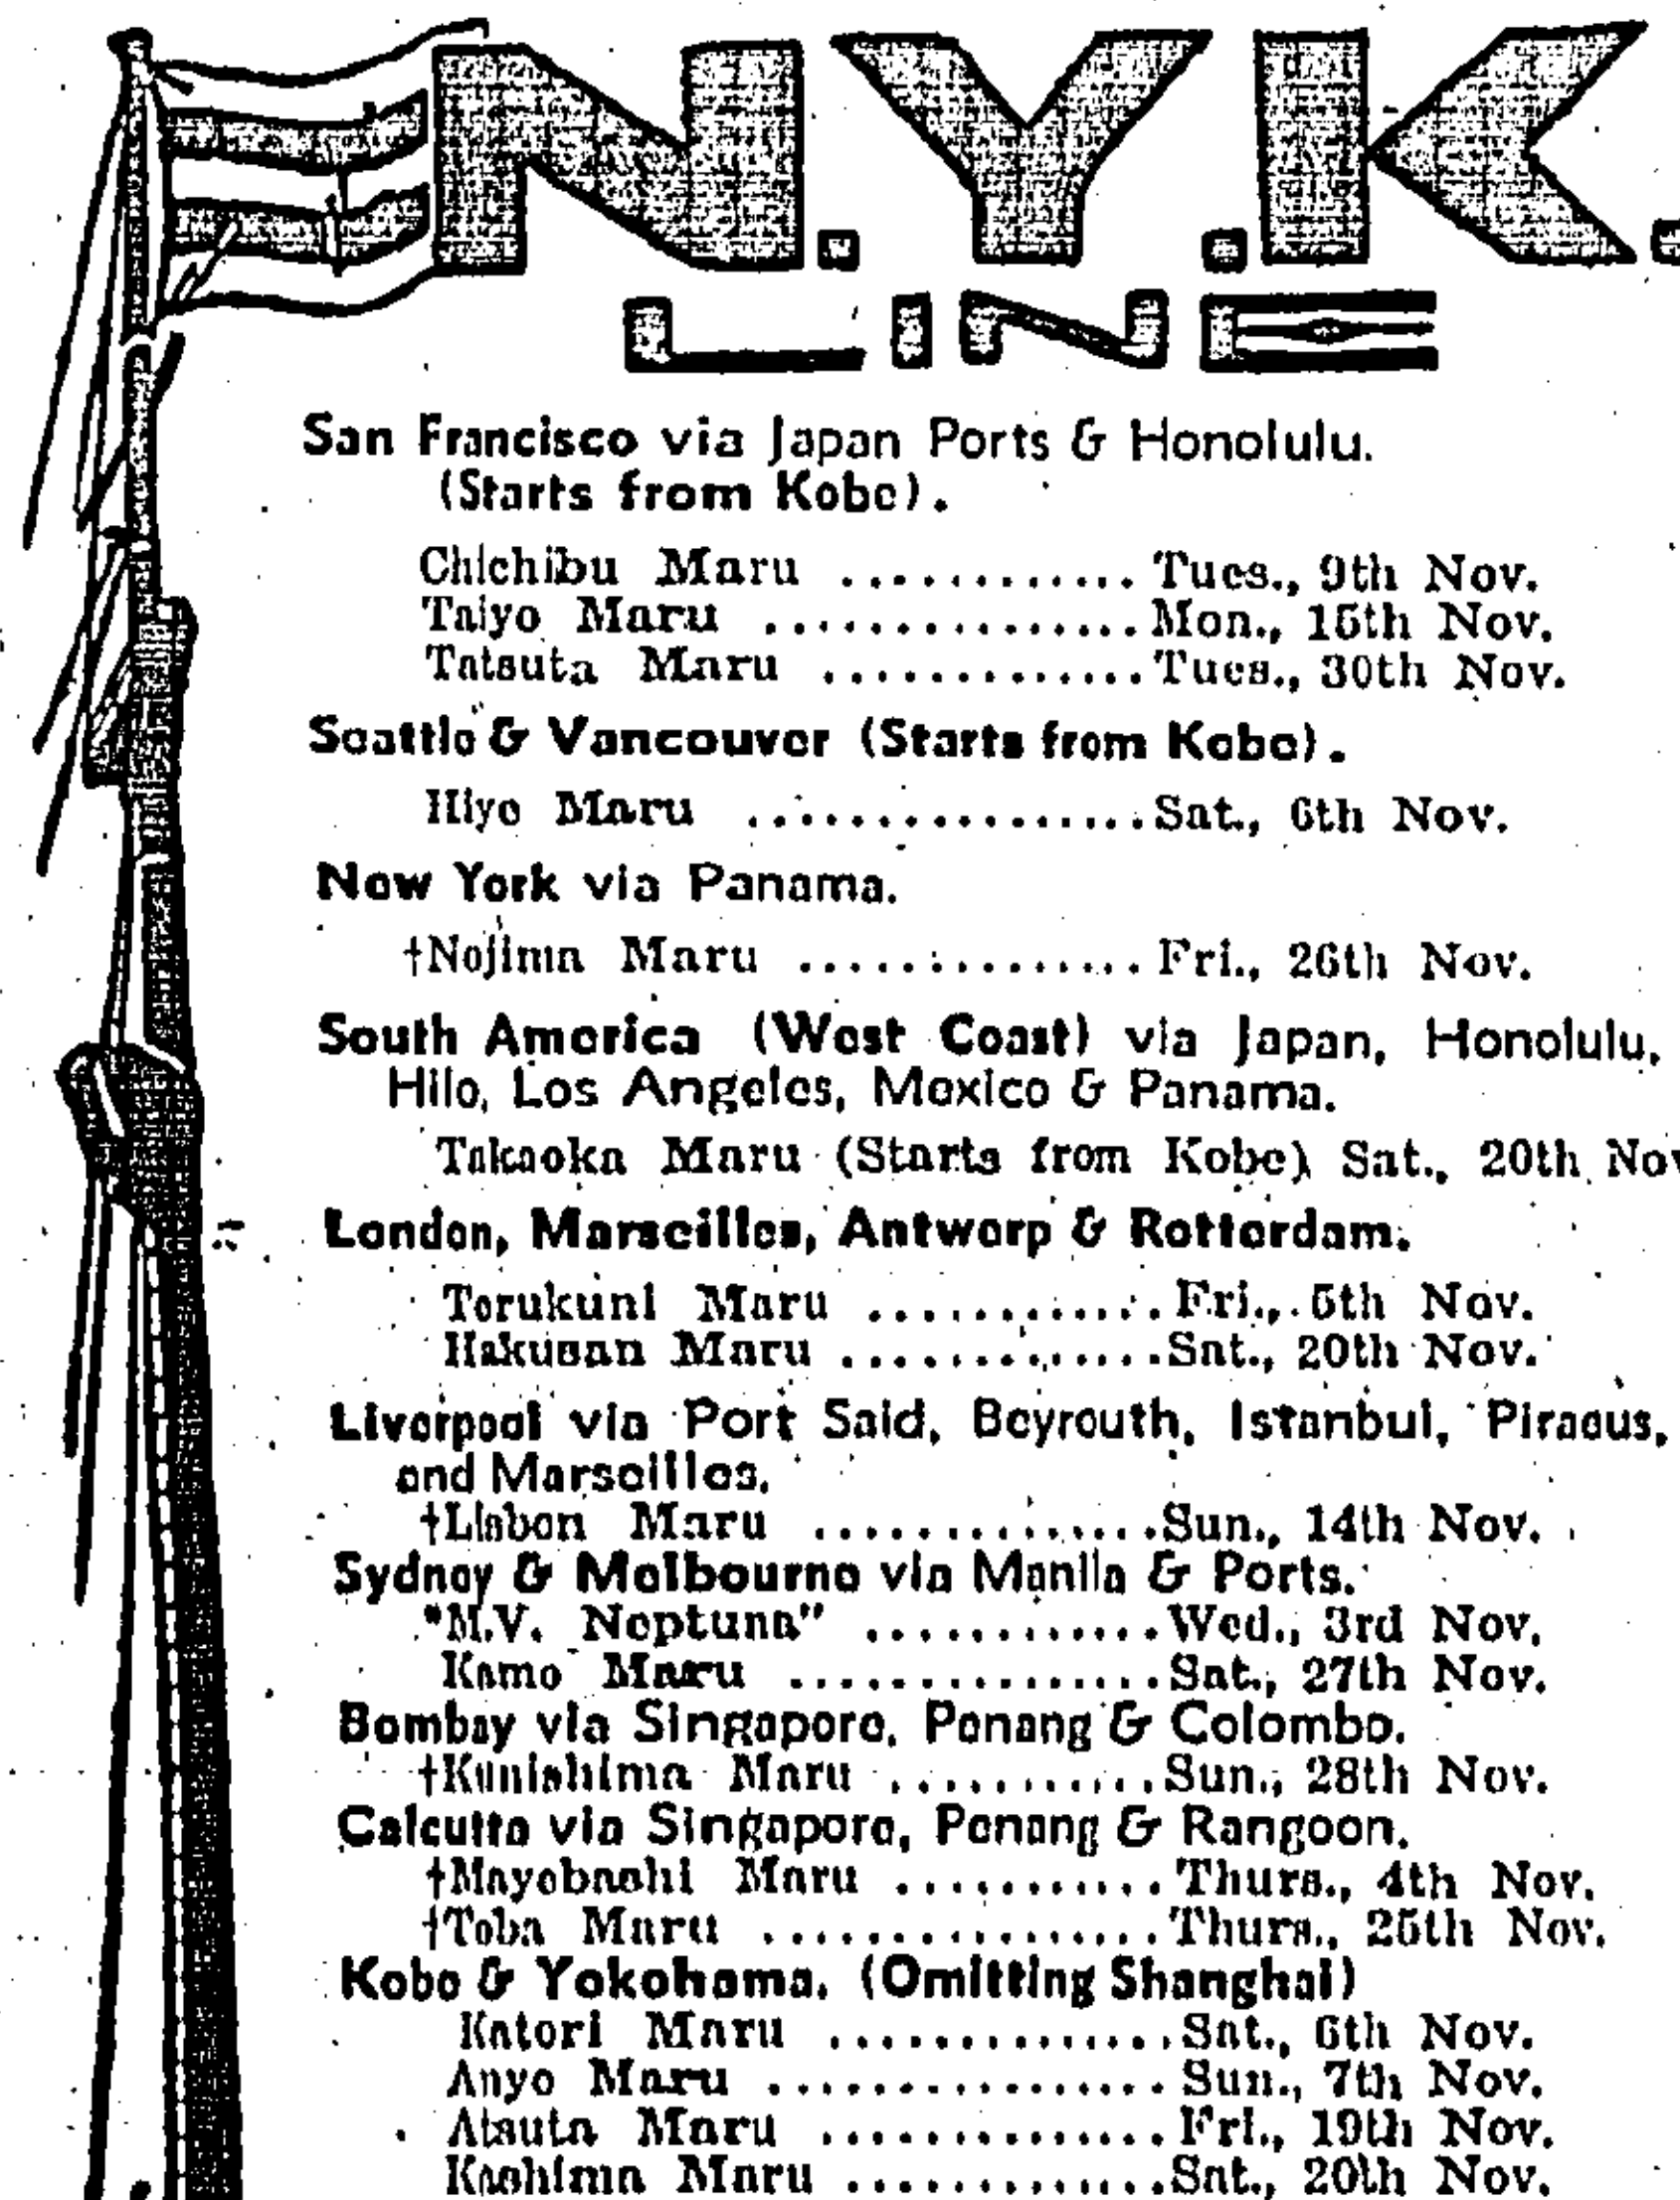 N.Y.K.
LINE
San Francisco via Japan Ports & Honolulu.
(Starts from Kobe).
Chichibu Maru ............ Tues., 9th Nov.
Taiyo Maru ............... Mon., 15th Nov.
Tatsuta Maru ............. Tues., 30th Nov.
Seattle & Vancouver (Starts from Kobe).
Hiye Maru ................ Sat., 6th Nov.
New York via Panama.
†Nojima Maru .............. Fri., 26th Nov.
South America (West Coast) via Japan, Honolulu,
Hilo, Los Angeles, Mexico & Panama.
Takaoka Maru (Starts from Kobe) Sat., 20th Nov
London, Marseilles, Antwerp & Rotterdam.
Terukuni Maru ............ Fri., 5th Nov.
Hakusan Maru ............. Sat., 20th Nov.
Liverpool via Port Said, Beyrouth, Istanbul, Piraeus,
and Marseilles.
†Lisbon Maru .............. Sun., 14th Nov.
Sydney & Melbourne via Manila & Ports.
"M.V. Neptuna" ............ Wed., 3rd Nov.
Kamo Maru ............... Sat., 27th Nov.
Bombay via Singapore, Penang & Colombo.
†Kunishima Maru ........... Sun., 28th Nov.
Calcutta via Singapore, Penang & Rangoon.
†Mayebashi Maru ........... Thurs., 4th Nov.
†Toba Maru ................ Thurs., 25th Nov.
Kobe & Yokohama. (Omitting Shanghai)
Katori Maru .............. Sat., 6th Nov.
Anyo Maru ................ Sun., 7th Nov.
Atsuta Maru .............. Fri., 19th Nov.
Kashima Maru ............. Sat., 20th Nov.